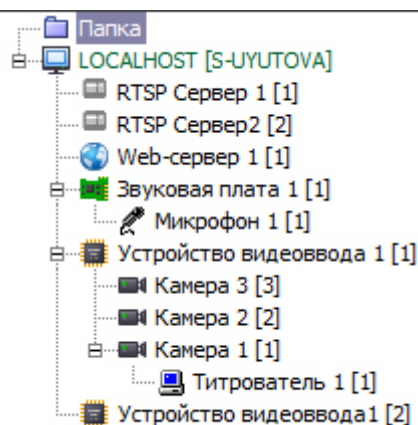 Папка
LOCALHOST [S-UYUTOVA]
RTSP Сервер 1 [1]
RTSP Сервер2 [2]
Web-сервер 1 [1]
Звуковая плата 1 [1]
Микрофон 1 [1]
Устройство видеоввода 1 [1]
Камера 3 [3]
Камера 2 [2]
Камера 1 [1]
Титрователь 1 [1]
Устройство видеоввода1 [2]